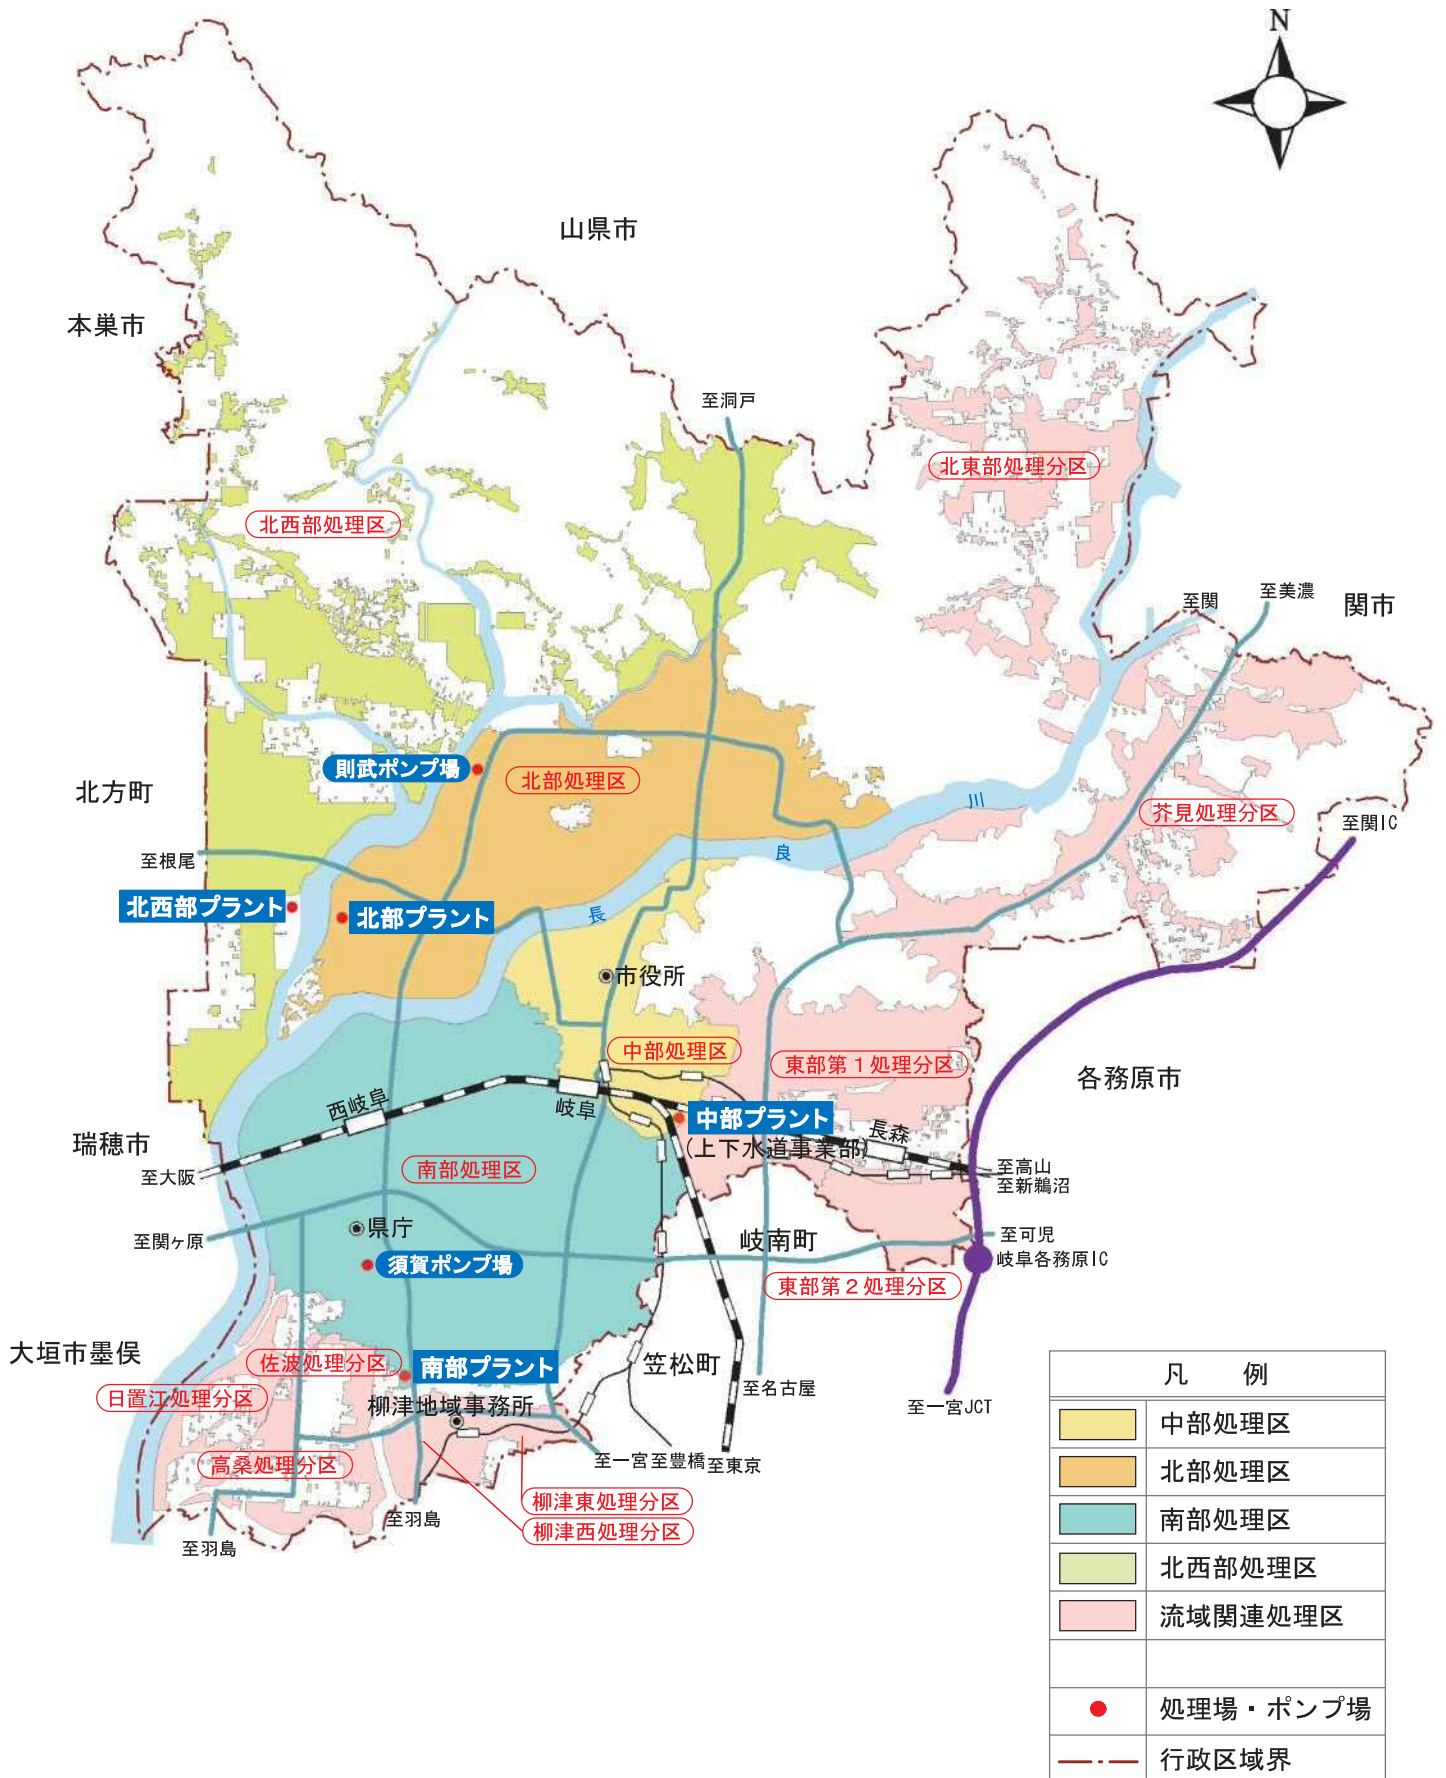 N
山県市
本巣市
至洞戸
北東部処理分区
北西部処理区
至関
至美濃
関市
則武ポンプ場
北部処理区
北方町
川
芥見処理分区
至関IC
至根尾
良
北西部プラント
北部プラント
長
市役所
中部処理区
東部第1処理分区
各務原市
西岐阜
岐阜
中部プラント
長森
(上下水道事業部)
瑞穂市
至大阪
南部処理区
至高山
至新鵜沼
県庁
至関ヶ原
岐南町
至可児
岐阜各務原IC
須賀ポンプ場
東部第2処理分区
大垣市墨俣
佐波処理分区
南部プラント
笠松町
日置江処理分区
柳津地域事務所
至名古屋
至一宮JCT
高桑処理分区
至一宮
至豊橋
至東京
柳津東処理分区
至羽島
柳津西処理分区
至羽島
凡 例
中部処理区
北部処理区
南部処理区
北西部処理区
流域関連処理区
処理場・ポンプ場
行政区域界